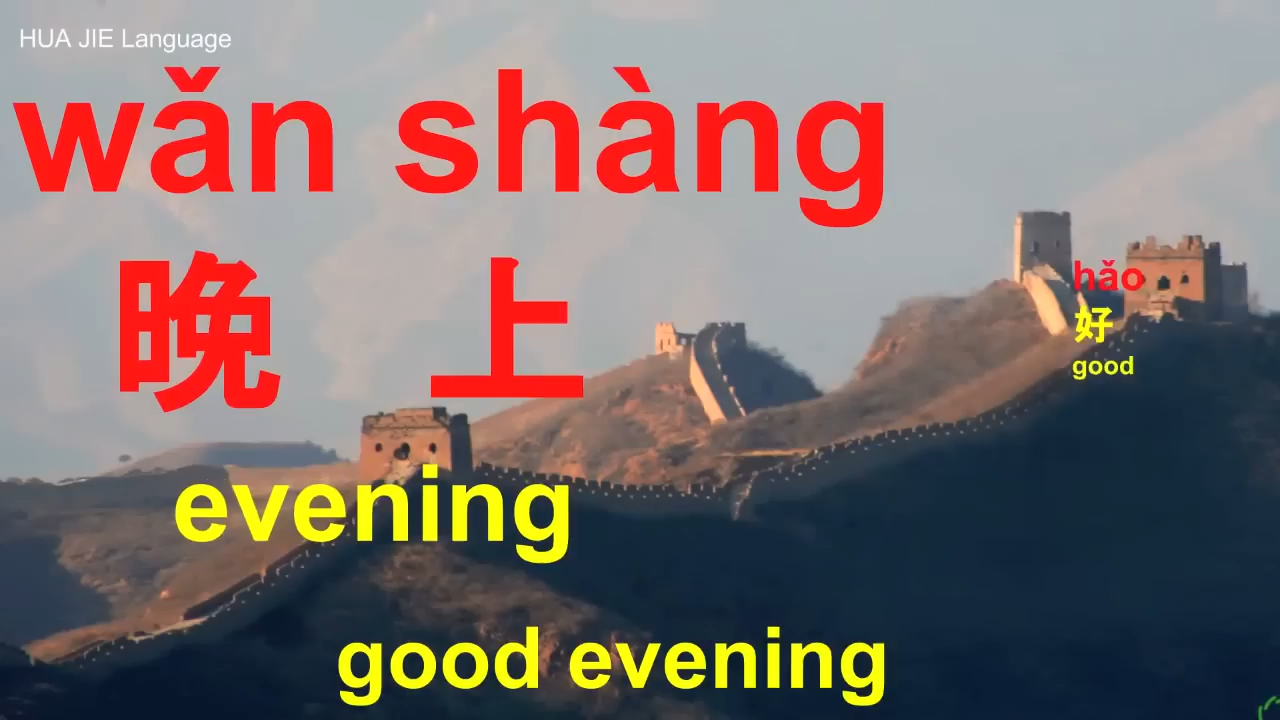 HUA JIE Language
wǎn shàng
晚 上
evening
hǎo
好
good
good evening